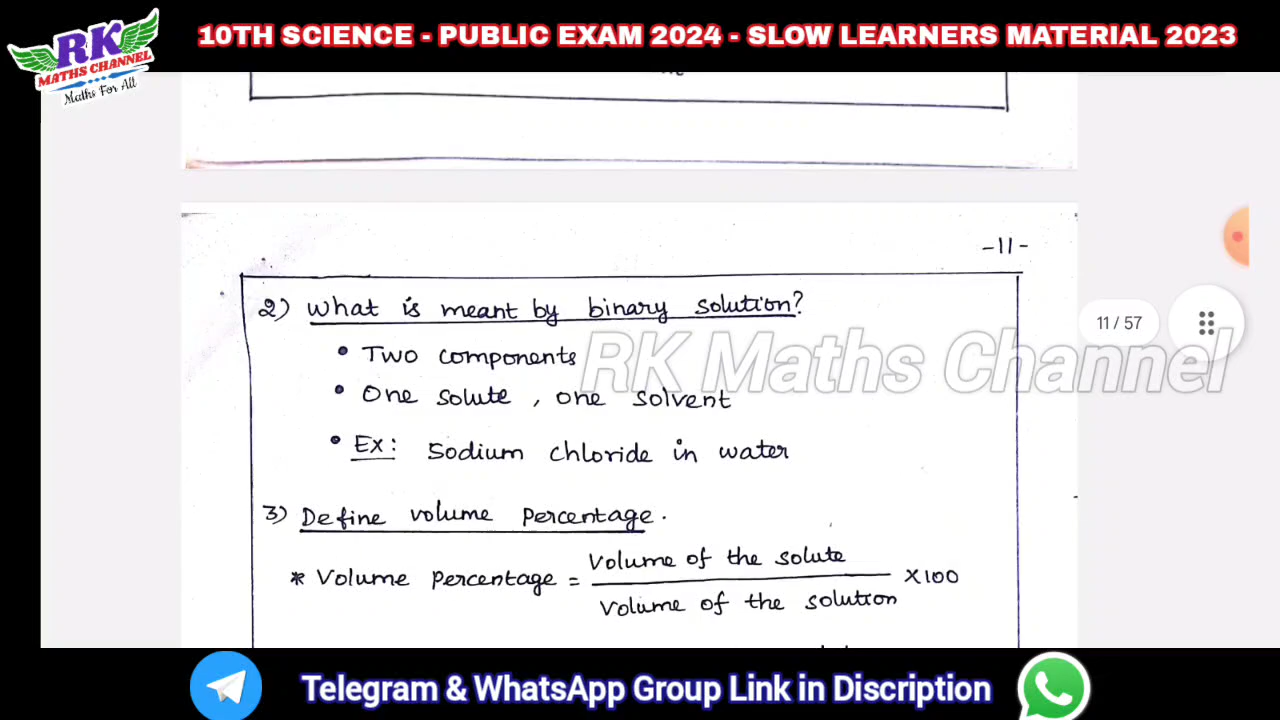 RK
MATHS CHANNEL
Maths For All
10TH SCIENCE - PUBLIC EXAM 2024 - SLOW LEARNERS MATERIAL 2023
-11-
2) What is meant by binary solution?
• Two components
• One solute, one solvent
• Ex: Sodium chloride in water
RK Maths Channel
11 / 57
3) Define volume percentage.
* Volume percentage = Volume of the solute
Volume of the solution
X100
Telegram & WhatsApp Group Link in Discription